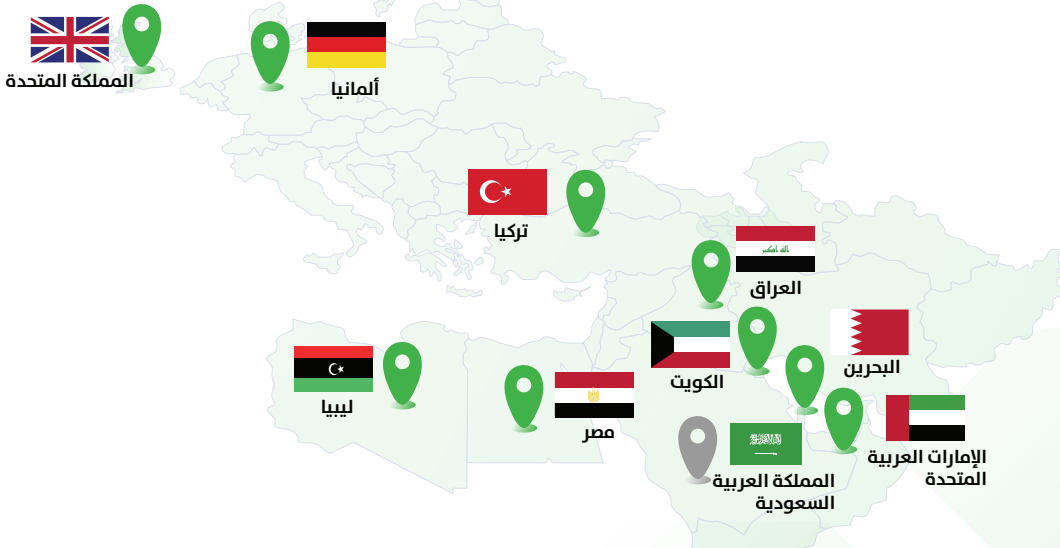 المملكة المتحدة
ألمانيا
تركيا
العراق
البحرين
الكويت
ليبيا
مصر
الإمارات العربية
المتحدة
المملكة العربية
السعودية